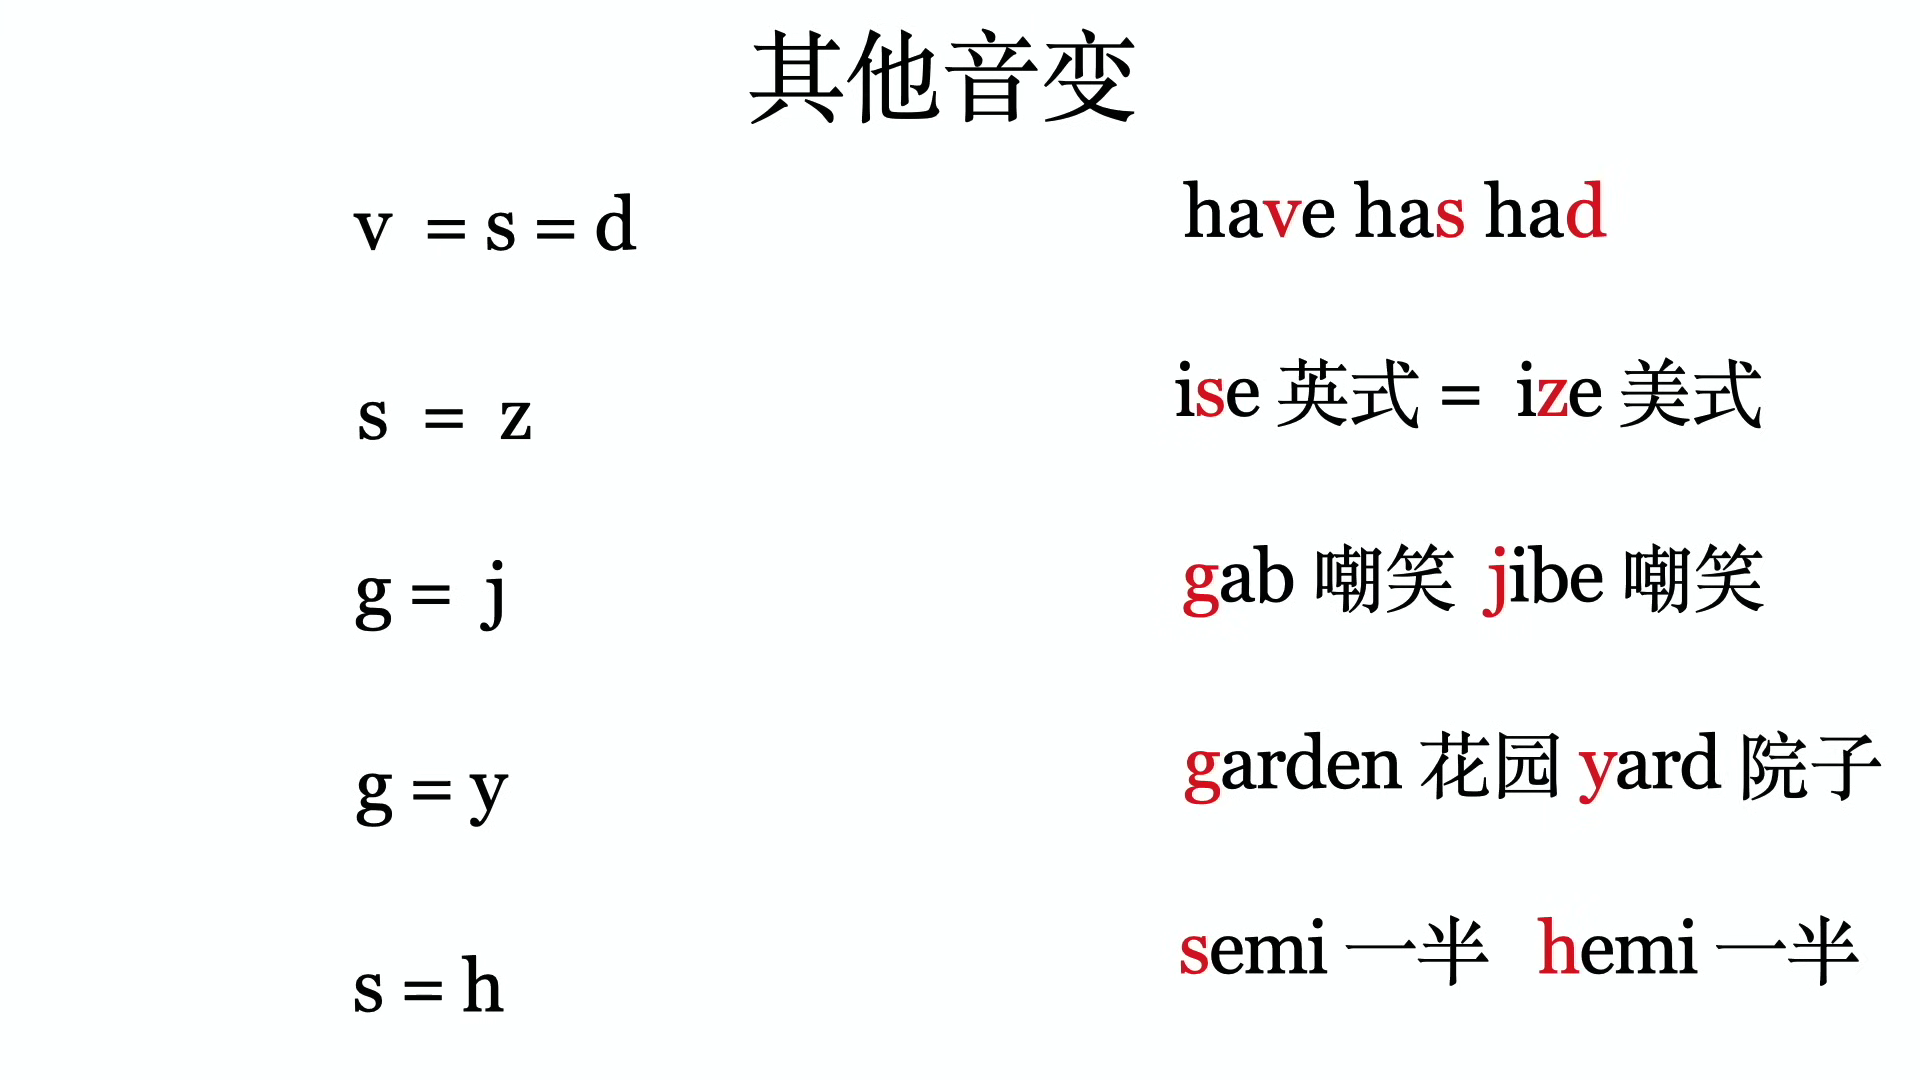 其他音变
v = s = d
have has had
s = z
ise 英式 = ize 美式
g = j
gab 嘲笑 jibe 嘲笑
g = y
garden 花园 yard 院子
s = h
semi 一半 hemi 一半